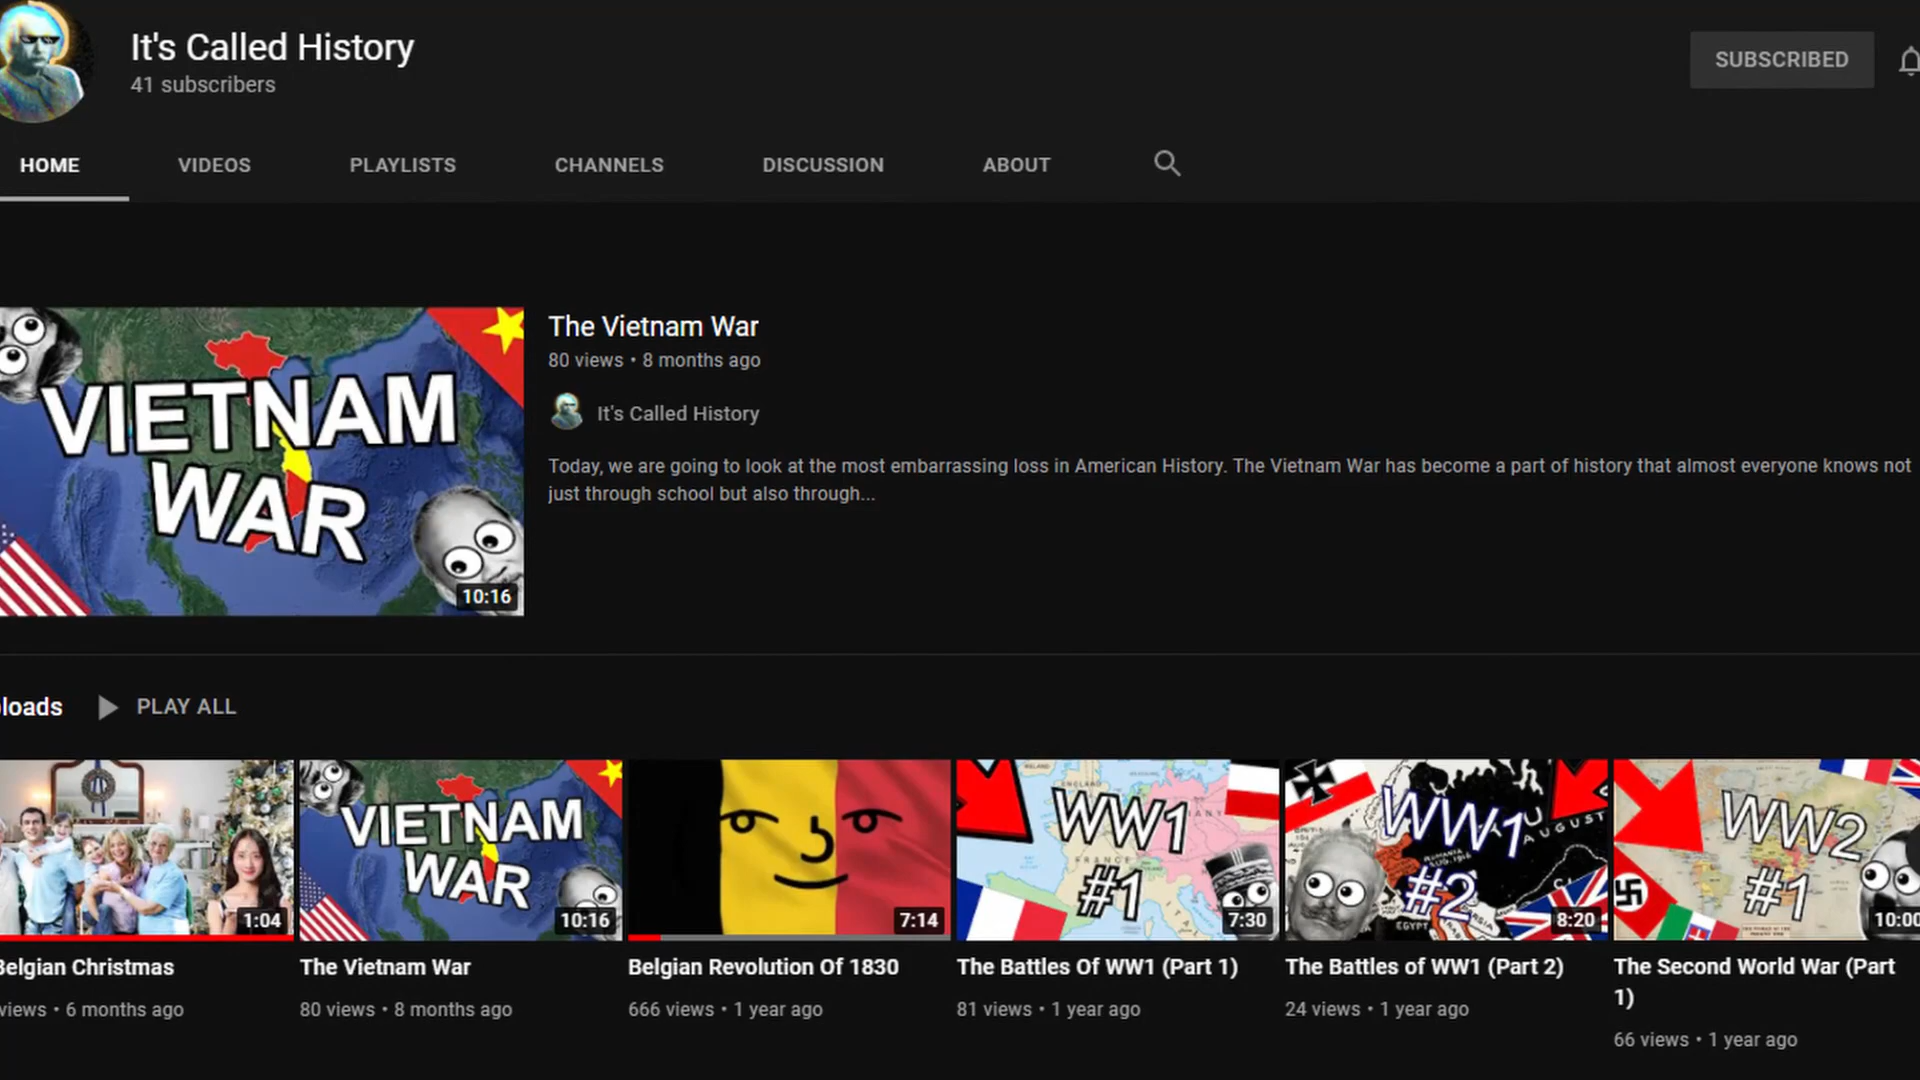 It's Called History
41 subscribers
SUBSCRIBED
HOME VIDEOS PLAYLISTS CHANNELS DISCUSSION ABOUT
VIETNAM
WAR
10:16
The Vietnam War
80 views • 8 months ago
It's Called History
Today, we are going to look at the most embarrassing loss in American History. The Vietnam War has become a part of history that almost everyone knows not
just through school but also through...
loads PLAY ALL
1:04
VIETNAM
WAR
10:16
7:14
ENGLAND
WW1
FRANCE
#1
7:30
WW1
AUGUST
#2
EGYPT
8:20
WW2
#1
10:00
Belgian Christmas
views • 6 months ago
The Vietnam War
80 views • 8 months ago
Belgian Revolution Of 1830
666 views • 1 year ago
The Battles Of WW1 (Part 1)
81 views • 1 year ago
The Battles of WW1 (Part 2)
24 views • 1 year ago
The Second World War (Part
1)
66 views • 1 year ago